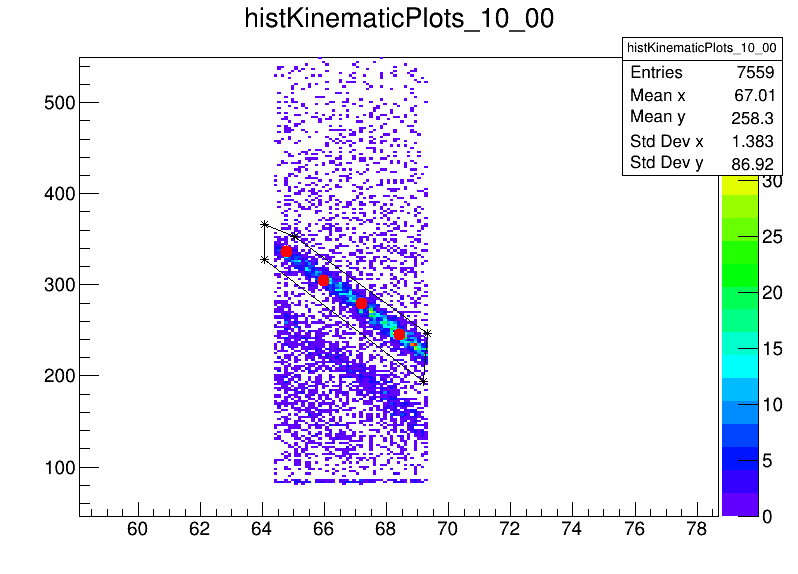 histKinematicPlots_10_00
histKinematicPlots_10_00
Entries 7559
Mean x 67.01
Mean y 258.3
Std Dev x 1.383
Std Dev y 86.92
500
400
300
200
100
60 62 64 66 68 70 72 74 76 78
30
25
20
15
10
5
0